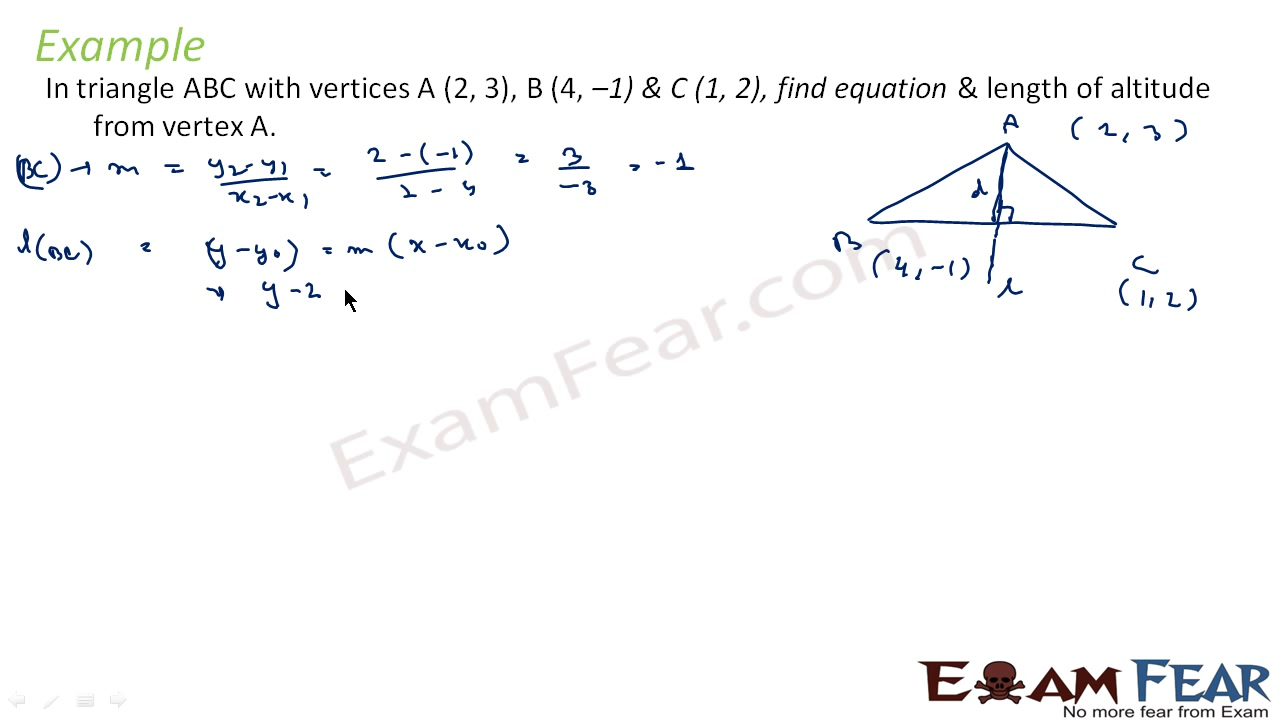 Example
In triangle ABC with vertices A (2, 3), B (4, –1) & C (1, 2), find equation & length of altitude
from vertex A.
(BC) → m = y2-y1/x2-x1 = 2-(-1)/2-4 = 3/-3 = -1
l(BC) = (y-y0) = m(x-x0)
→ y-2
A (2, 3)
d
B
(4, -1)
l
C
(1, 2)
ExamFear.com
EXAM FEAR
No more fear from Exam